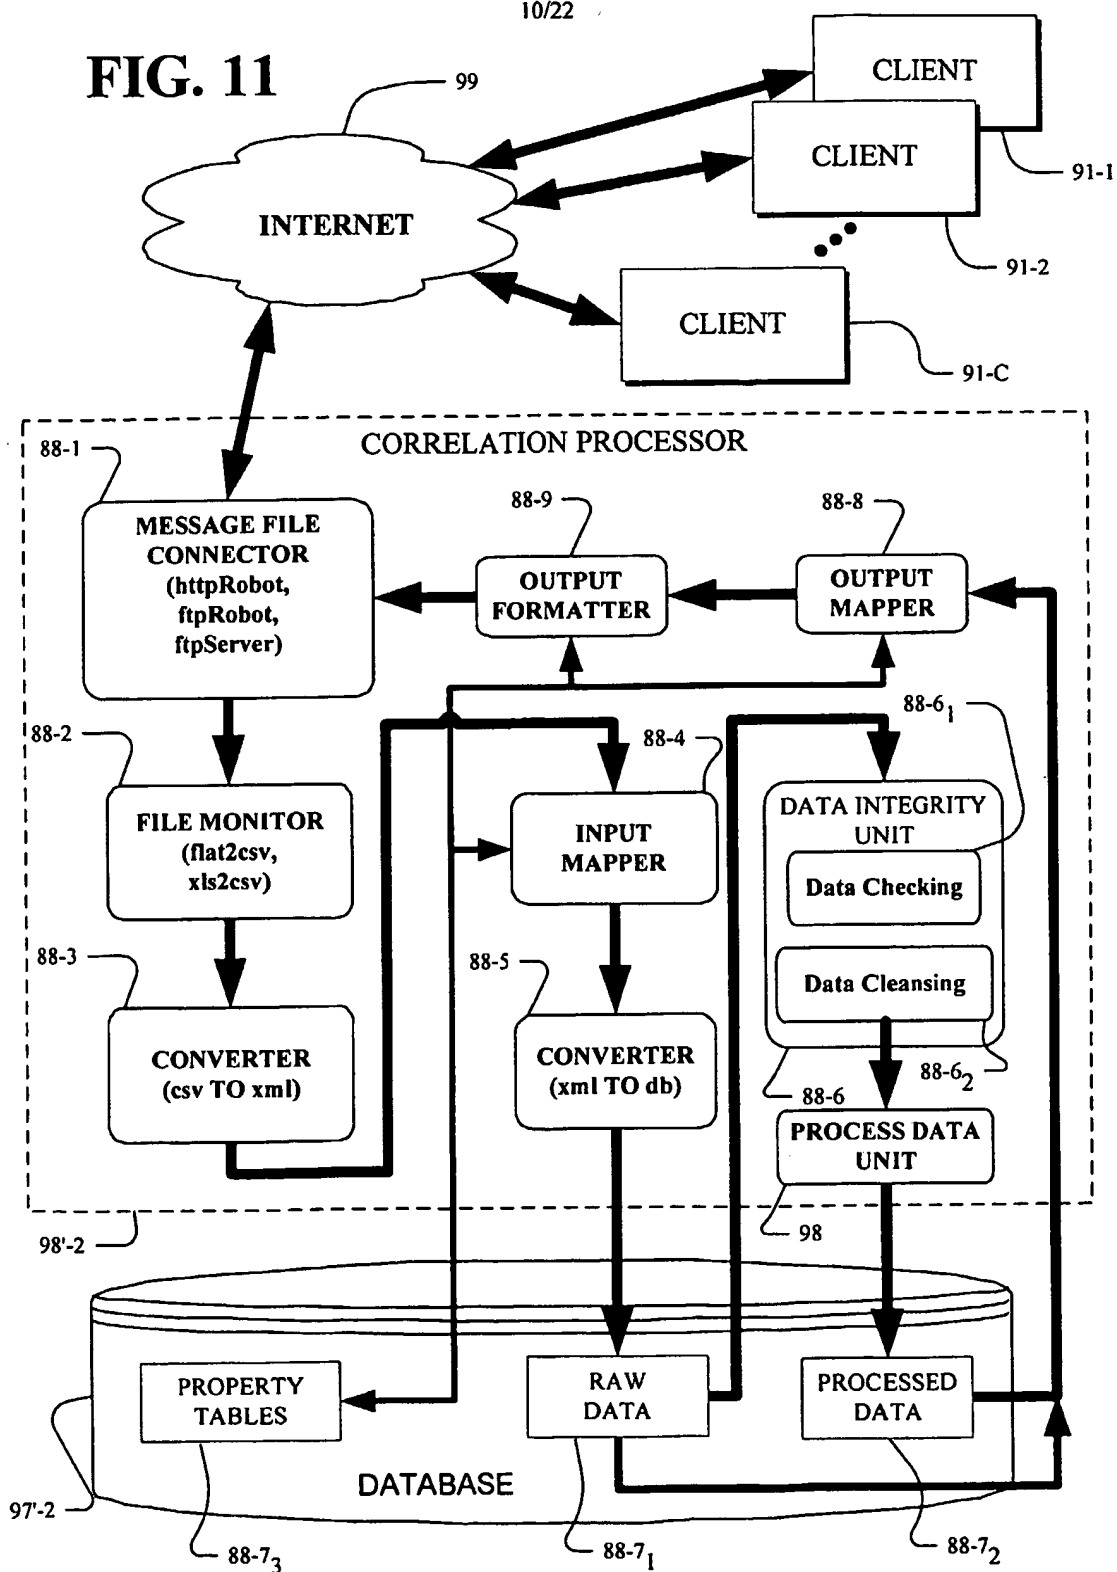 10/22
FIG. 11
99
CLIENT
CLIENT
91-1
INTERNET
91-2
CLIENT
91-C
CORRELATION PROCESSOR
88-1
88-9
88-8
MESSAGE FILE
CONNECTOR
(httpRobot,
ftpRobot,
ftpServer)
OUTPUT
FORMATTER
OUTPUT
MAPPER
88-2
88-4
88-61
FILE MONITOR
(flat2csv,
xls2csv)
INPUT
MAPPER
DATA INTEGRITY
UNIT
Data Checking
88-3
88-5
Data Cleansing
CONVERTER
(csv TO xml)
CONVERTER
(xml TO db)
88-62
88-6
PROCESS DATA
UNIT
98'-2
98
PROPERTY
TABLES
RAW
DATA
PROCESSED
DATA
DATABASE
97'-2
88-73
88-71
88-72